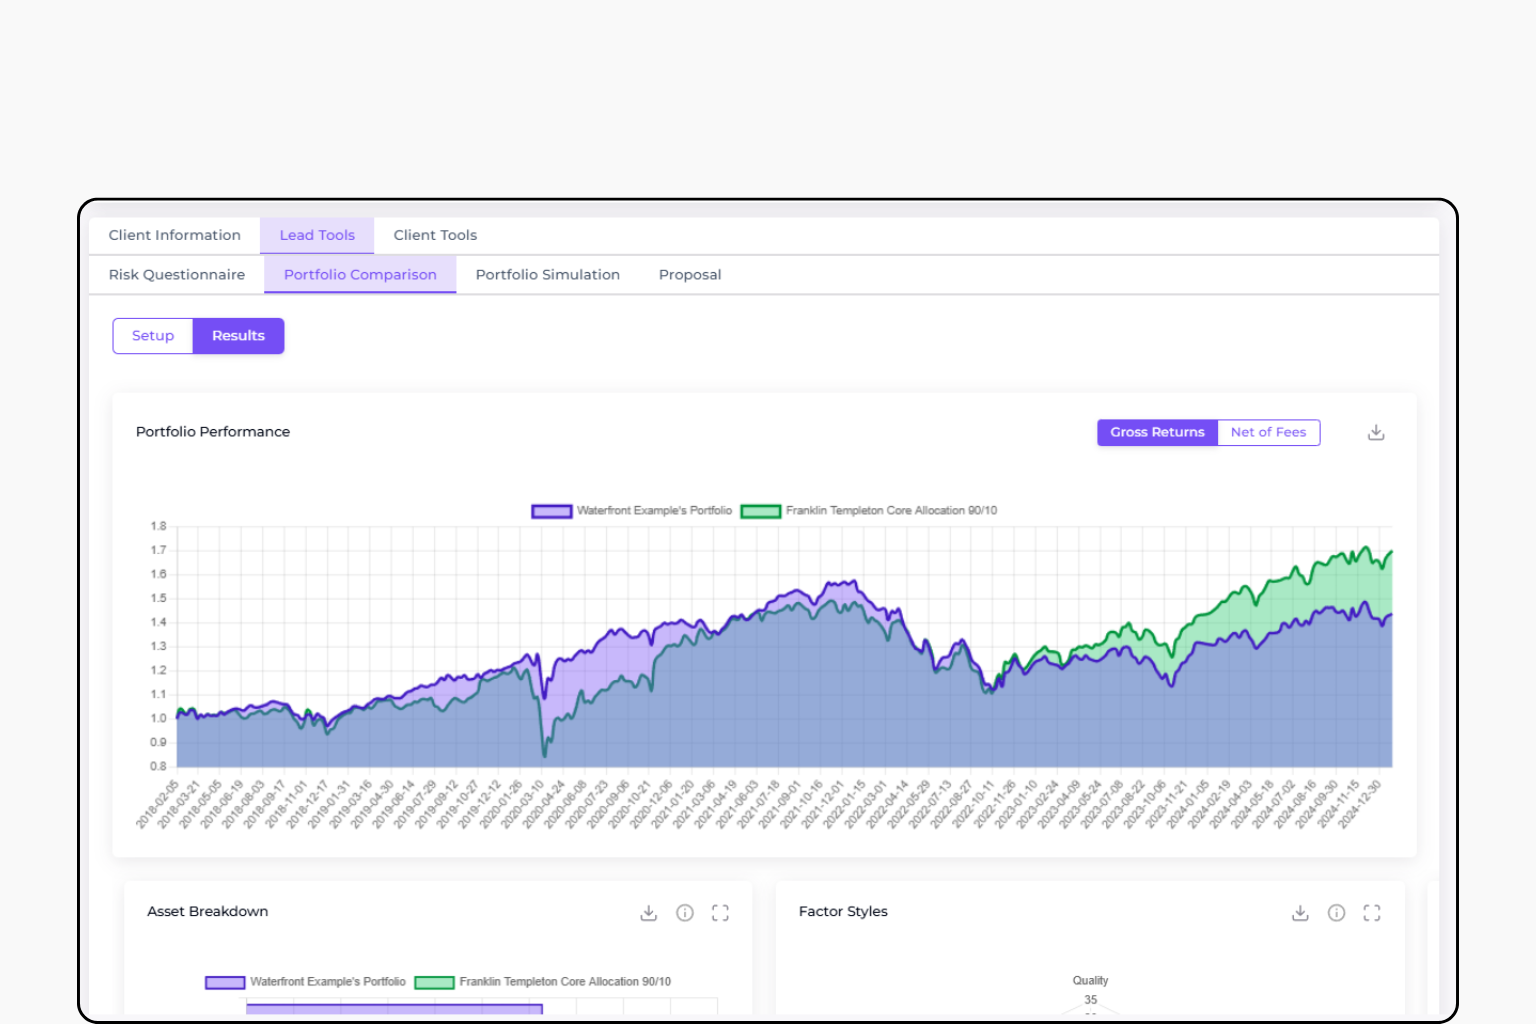 Client Information Lead Tools Client Tools
Risk Questionnaire Portfolio Comparison Portfolio Simulation Proposal
Setup Results
Portfolio Performance Gross Returns Net of Fees
Waterfront Example's Portfolio Franklin Templeton Core Allocation 90/10
1.8
1.7
1.6
1.5
1.4
1.3
1.2
1.1
1.0
0.9
0.8
2018-02-05 2018-03-21 2018-05-05 2018-06-19 2018-08-03 2018-09-17 2018-11-01 2018-12-17 2019-01-31 2019-03-16 2019-04-30 2019-06-14 2019-07-29 2019-09-12 2019-10-27 2019-12-12 2020-01-26 2020-03-10 2020-04-24 2020-06-08 2020-07-23 2020-09-06 2020-10-21 2020-12-06 2021-01-20 2021-03-06 2021-04-19 2021-06-03 2021-07-18 2021-09-01 2021-10-16 2021-12-01 2022-01-15 2022-03-01 2022-04-14 2022-05-29 2022-07-13 2022-08-27 2022-10-11 2022-11-26 2023-01-10 2023-02-24 2023-04-09 2023-05-24 2023-07-08 2023-08-22 2023-10-06 2023-11-21 2024-01-05 2024-02-19 2024-04-03 2024-05-18 2024-07-02 2024-08-16 2024-09-30 2024-11-15 2024-12-30
Asset Breakdown
Waterfront Example's Portfolio Franklin Templeton Core Allocation 90/10
Factor Styles
Quality
35